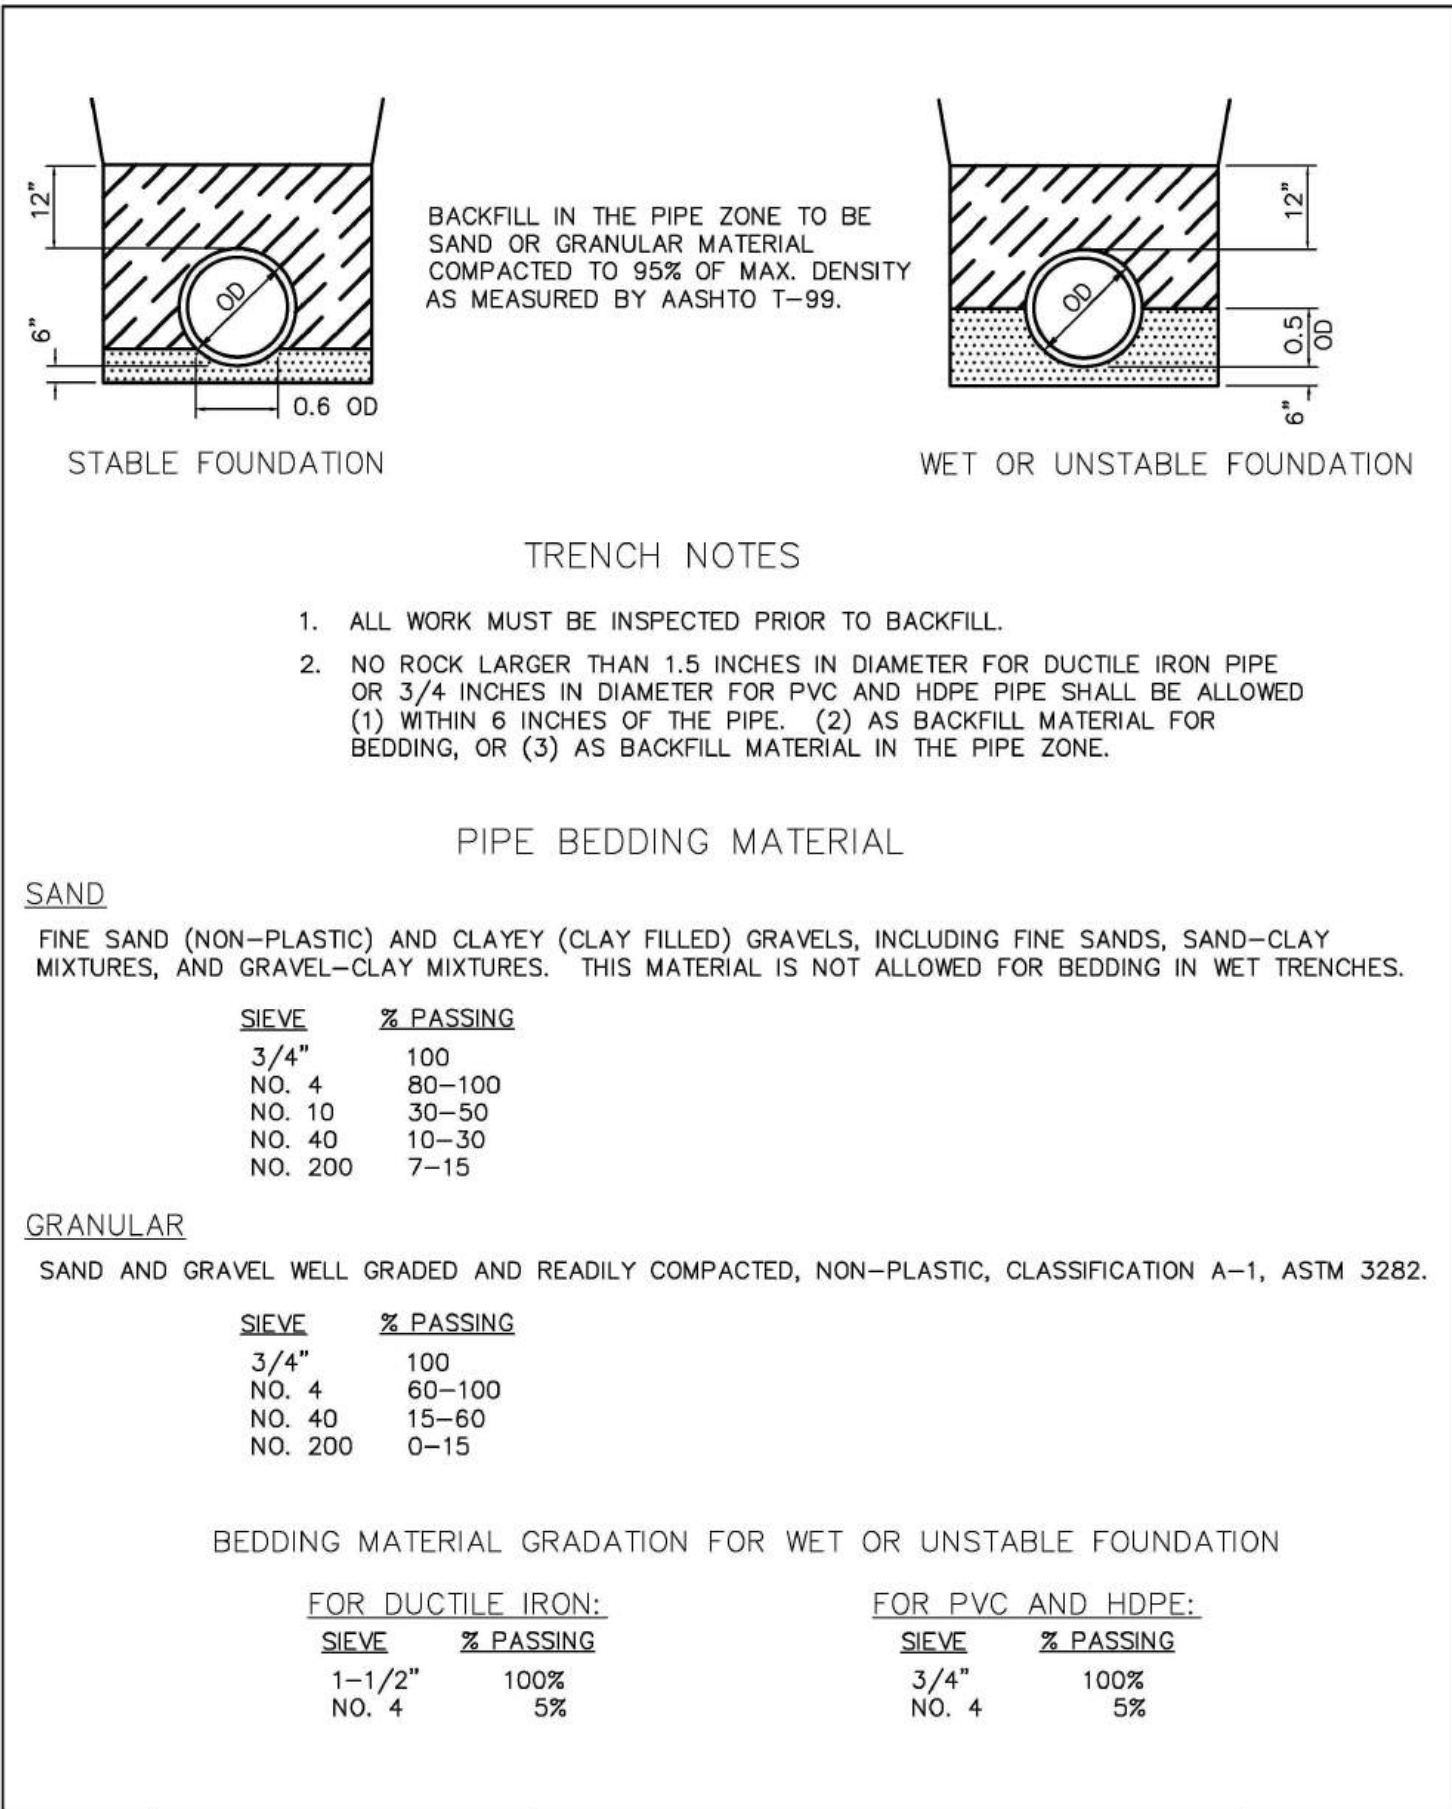 12"
6"
OD
0.6 OD
STABLE FOUNDATION
BACKFILL IN THE PIPE ZONE TO BE
SAND OR GRANULAR MATERIAL
COMPACTED TO 95% OF MAX. DENSITY
AS MEASURED BY AASHTO T-99.
12"
OD
0.5
OD
6"
WET OR UNSTABLE FOUNDATION
TRENCH NOTES
1. ALL WORK MUST BE INSPECTED PRIOR TO BACKFILL.
2. NO ROCK LARGER THAN 1.5 INCHES IN DIAMETER FOR DUCTILE IRON PIPE
OR 3/4 INCHES IN DIAMETER FOR PVC AND HDPE PIPE SHALL BE ALLOWED
(1) WITHIN 6 INCHES OF THE PIPE. (2) AS BACKFILL MATERIAL FOR
BEDDING, OR (3) AS BACKFILL MATERIAL IN THE PIPE ZONE.
PIPE BEDDING MATERIAL
SAND
FINE SAND (NON-PLASTIC) AND CLAYEY (CLAY FILLED) GRAVELS, INCLUDING FINE SANDS, SAND-CLAY
MIXTURES, AND GRAVEL-CLAY MIXTURES. THIS MATERIAL IS NOT ALLOWED FOR BEDDING IN WET TRENCHES.
SIEVE % PASSING
3/4" 100
NO. 4 80-100
NO. 10 30-50
NO. 40 10-30
NO. 200 7-15
GRANULAR
SAND AND GRAVEL WELL GRADED AND READILY COMPACTED, NON-PLASTIC, CLASSIFICATION A-1, ASTM 3282.
SIEVE % PASSING
3/4" 100
NO. 4 60-100
NO. 40 15-60
NO. 200 0-15
BEDDING MATERIAL GRADATION FOR WET OR UNSTABLE FOUNDATION
FOR DUCTILE IRON:
SIEVE % PASSING
1-1/2" 100%
NO. 4 5%
FOR PVC AND HDPE:
SIEVE % PASSING
3/4" 100%
NO. 4 5%